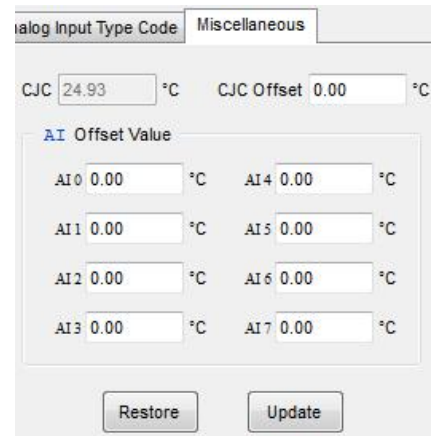 alog Input Type Code Miscellaneous
CJC 24.93 °C CJC Offset 0.00 °C
AI Offset Value
AI0 0.00 °C AI4 0.00 °C
AI1 0.00 °C AI5 0.00 °C
AI2 0.00 °C AI6 0.00 °C
AI3 0.00 °C AI7 0.00 °C
Restore Update